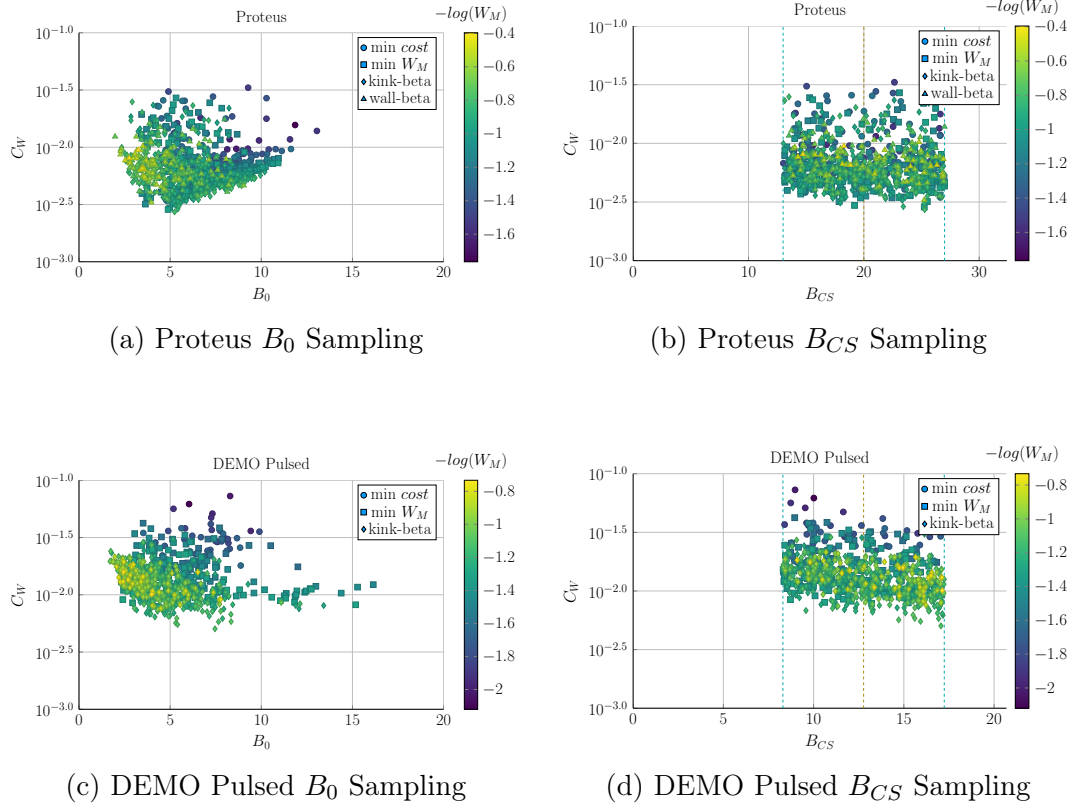 Proteus
−log(W_M)
C_W
10^−1.0
10^−1.5
10^−2.0
10^−2.5
10^−3.0
0 5 10 15 20
B_0
min cost
min W_M
kink-beta
wall-beta
−0.4
−0.6
−0.8
−1
−1.2
−1.4
−1.6
(a) Proteus B_0 Sampling
Proteus
−log(W_M)
C_W
10^−1.0
10^−1.5
10^−2.0
10^−2.5
10^−3.0
0 10 20 30
B_CS
min cost
min W_M
kink-beta
wall-beta
−0.4
−0.6
−0.8
−1
−1.2
−1.4
−1.6
(b) Proteus B_CS Sampling
DEMO Pulsed
−log(W_M)
C_W
10^−1.0
10^−1.5
10^−2.0
10^−2.5
10^−3.0
0 5 10 15 20
B_0
min cost
min W_M
kink-beta
−0.8
−1
−1.2
−1.4
−1.6
−1.8
−2
(c) DEMO Pulsed B_0 Sampling
DEMO Pulsed
−log(W_M)
C_W
10^−1.0
10^−1.5
10^−2.0
10^−2.5
10^−3.0
0 5 10 15 20
B_CS
min cost
min W_M
kink-beta
−0.8
−1
−1.2
−1.4
−1.6
−1.8
−2
(d) DEMO Pulsed B_CS Sampling